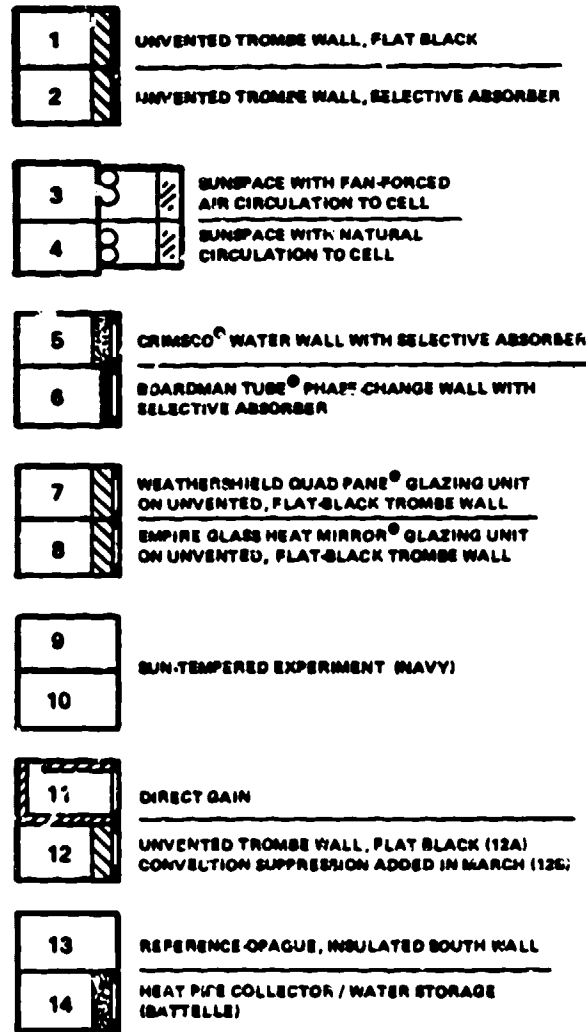 1 UNVENTED TROMBE WALL, FLAT BLACK
2 UNVENTED TROMBE WALL, SELECTIVE ABSORBER
3 SUNSPACE WITH FAN-FORCED
AIR CIRCULATION TO CELL
4 SUNSPACE WITH NATURAL
CIRCULATION TO CELL
5 CRIMSCO® WATER WALL WITH SELECTIVE ABSORBER
6 BOARDMAN TUBE® PHASE-CHANGE WALL WITH
SELECTIVE ABSORBER
7 WEATHERSHIELD QUAD PANE® GLAZING UNIT
ON UNVENTED, FLAT-BLACK TROMBE WALL
8 EMPIRE GLASS HEAT MIRROR® GLAZING UNIT
ON UNVENTED, FLAT-BLACK TROMBE WALL
9
SUN-TEMPERED EXPERIMENT (NAVY)
10
11 DIRECT GAIN
12 UNVENTED TROMBE WALL, FLAT BLACK (12A)
CONVECTION SUPPRESSION ADDED IN MARCH (12B)
13 REFERENCE-OPAQUE, INSULATED SOUTH WALL
14 HEAT PIPE COLLECTOR / WATER STORAGE
(BATTELLE)